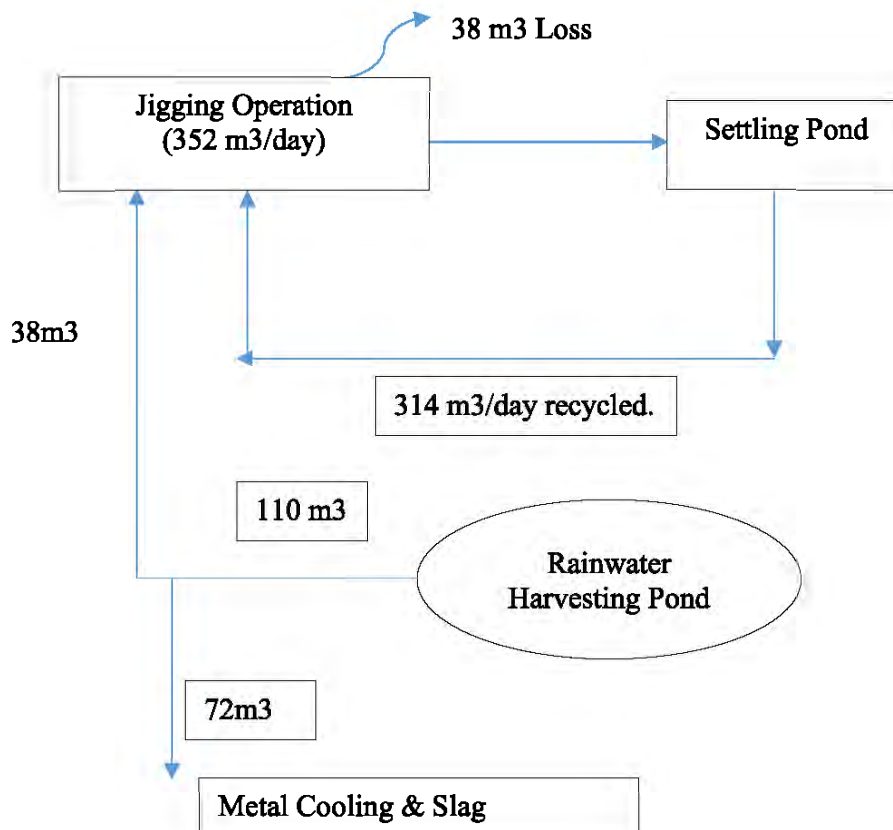 38 m3 Loss
Jigging Operation
(352 m3/day)
Settling Pond
38m3
314 m3/day recycled.
110 m3
Rainwater
Harvesting Pond
72m3
Metal Cooling & Slag